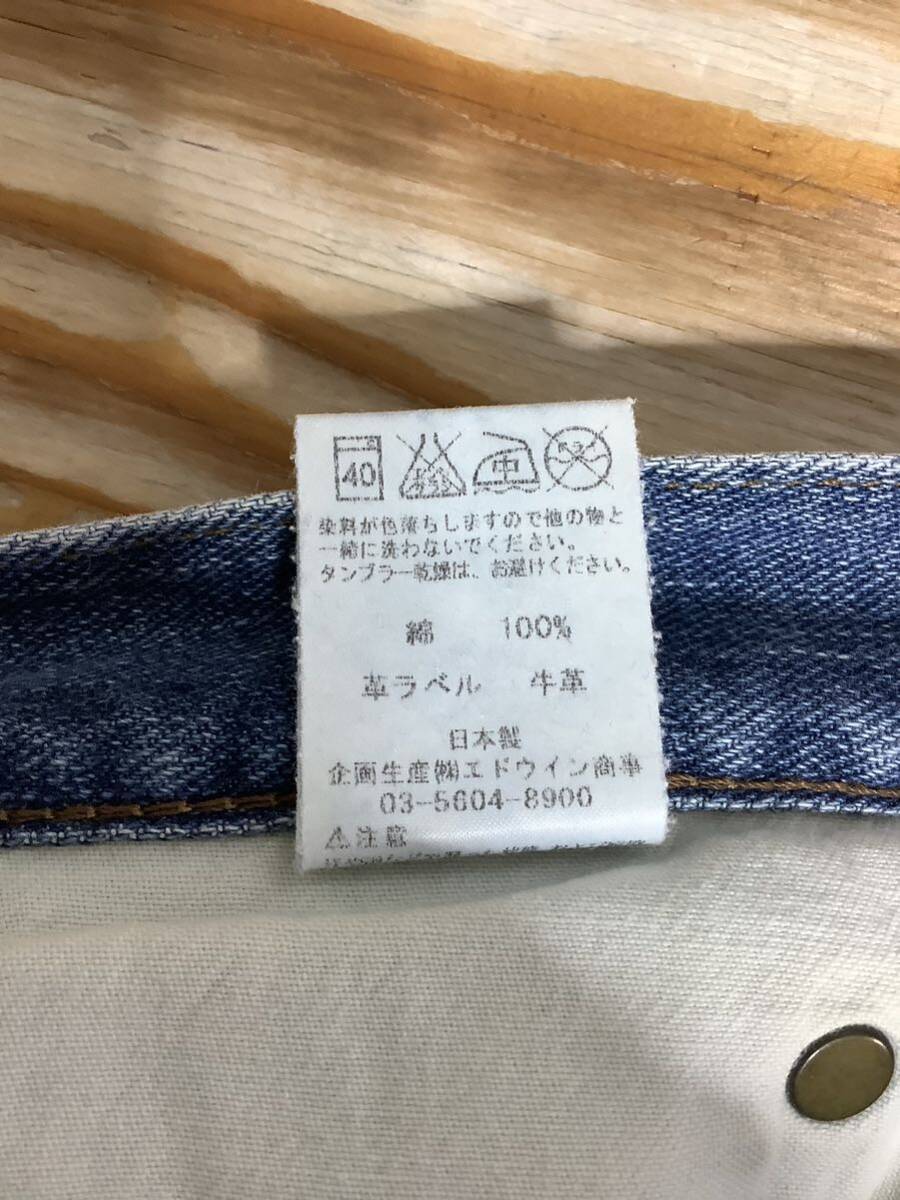 40 中
染料が色落ちしますので他の物と
一緒に洗わないでください。
タンブラー乾燥は、お避けください。
綿 100%
革ラベル 牛革
日本製
企画生産㈱エドウイン商事
03-5604-8900
⚠注意